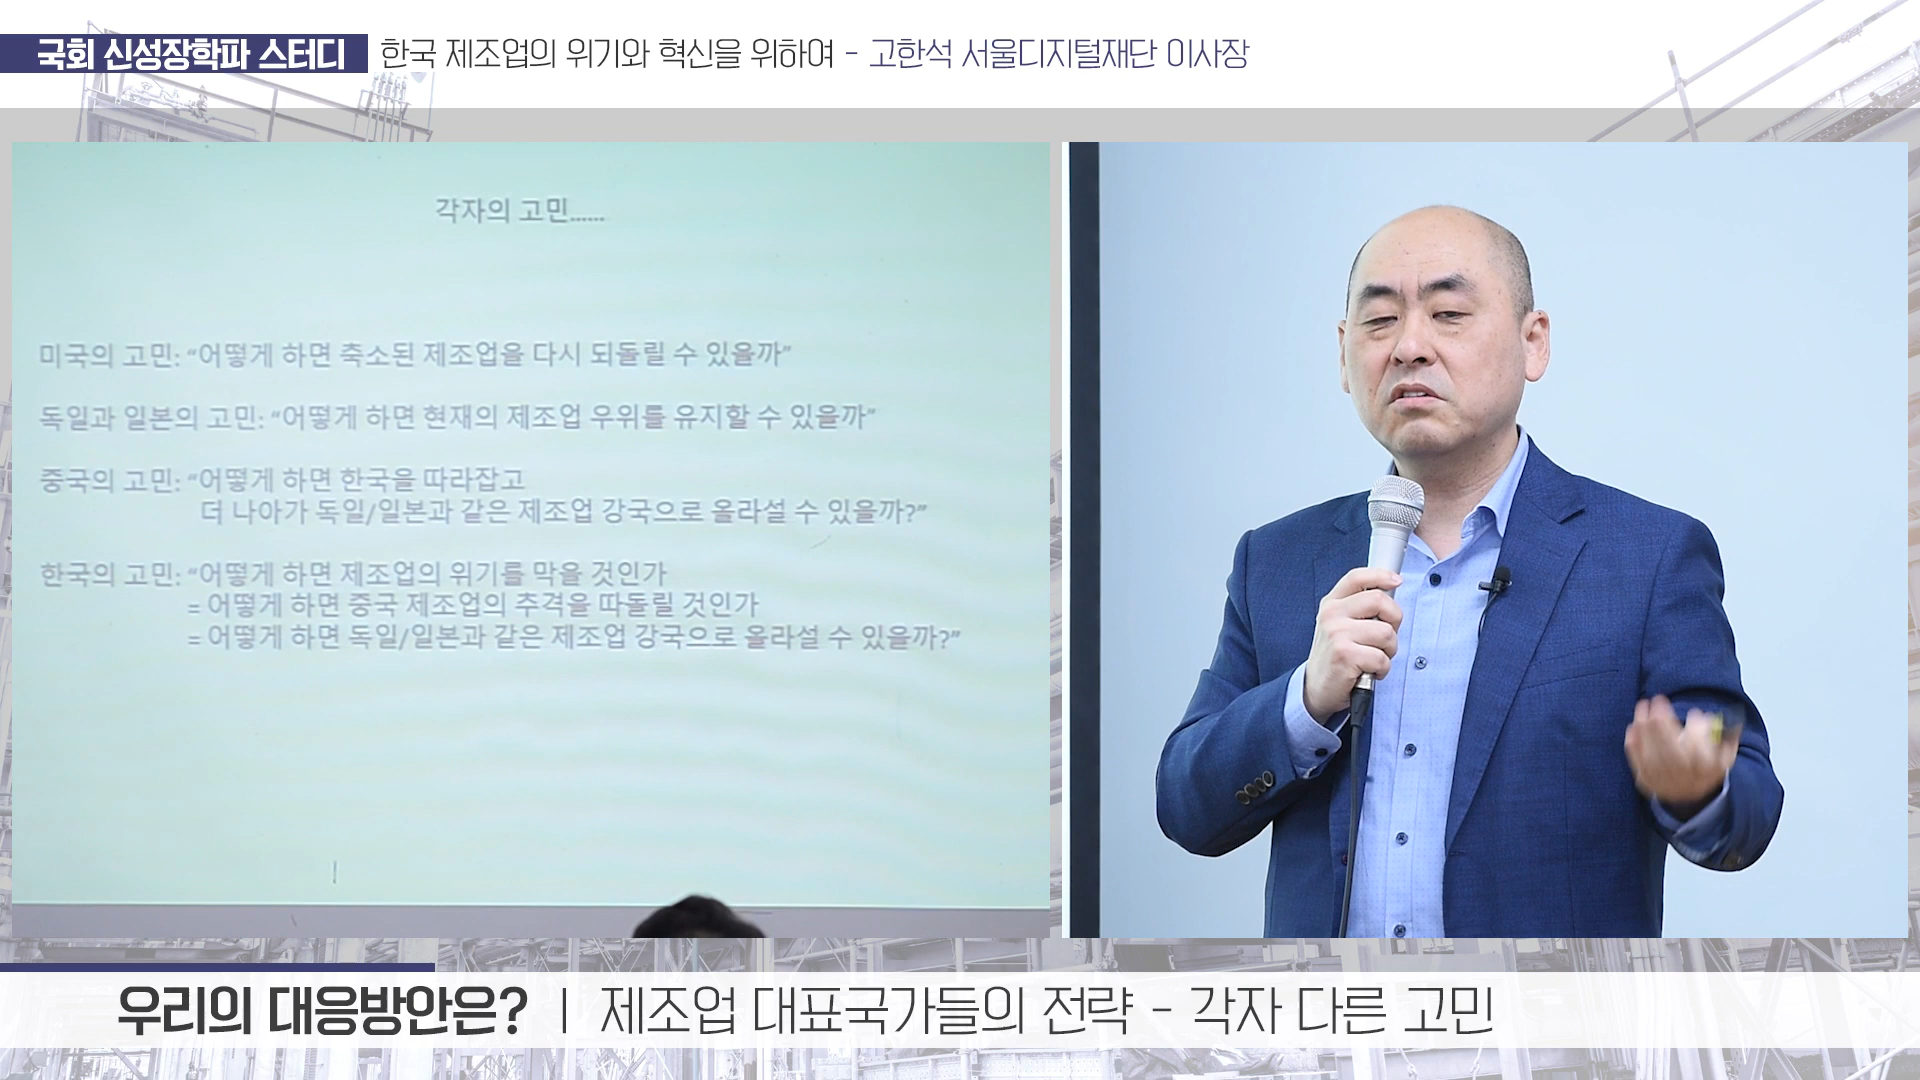 국회 신성장학파 스터디 한국 제조업의 위기와 혁신을 위하여 - 고한석 서울디지털재단 이사장
각자의 고민......
미국의 고민: “어떻게 하면 축소된 제조업을 다시 되돌릴 수 있을까”
독일과 일본의 고민: “어떻게 하면 현재의 제조업 우위를 유지할 수 있을까”
중국의 고민: “어떻게 하면 한국을 따라잡고
더 나아가 독일/일본과 같은 제조업 강국으로 올라설 수 있을까?”
한국의 고민: “어떻게 하면 제조업의 위기를 막을 것인가
= 어떻게 하면 중국 제조업의 추격을 따돌릴 것인가
= 어떻게 하면 독일/일본과 같은 제조업 강국으로 올라설 수 있을까?”
우리의 대응방안은? | 제조업 대표국가들의 전략 - 각자 다른 고민